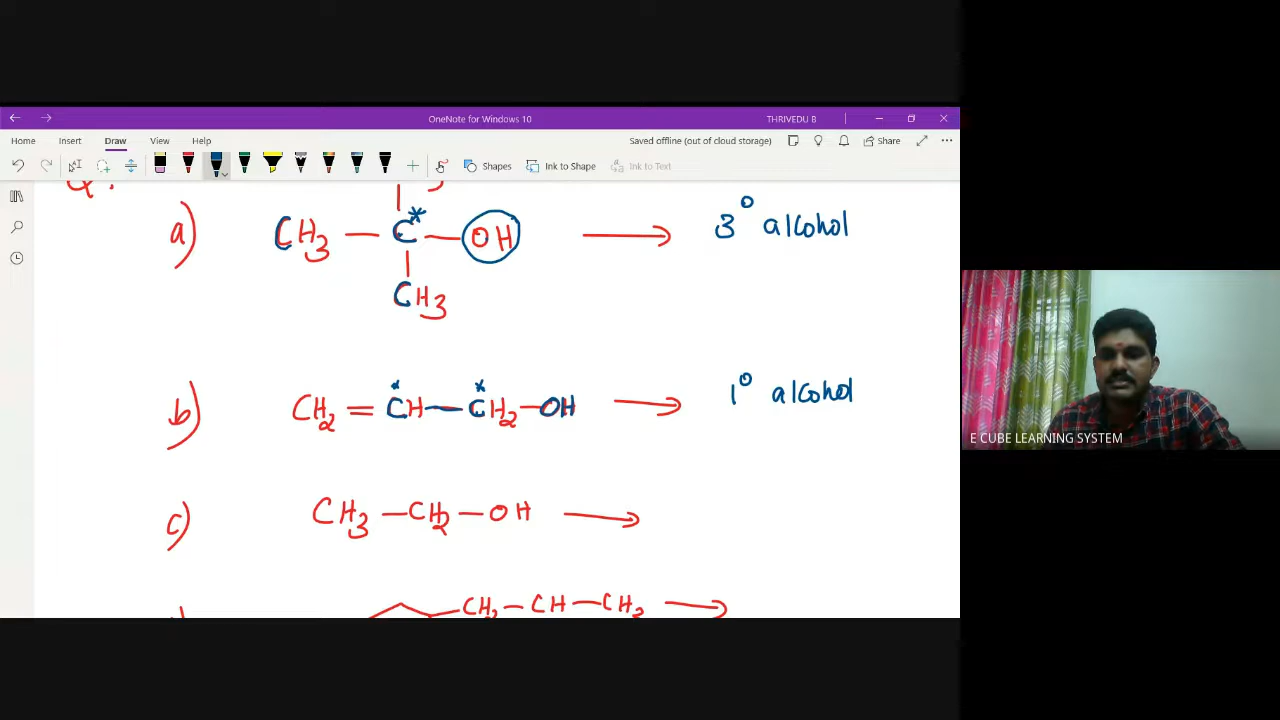 OneNote for Windows 10
THRIVEDU B
Home Insert Draw View Help
Saved offline (out of cloud storage)
Share
Shapes
Ink to Shape
Ink to Text
a) CH3 — C* — OH → 3° alcohol
CH3
b) CH2 = CH — CH2 — OH → 1° alcohol
c) CH3 — CH2 — OH →
CH2 — CH — CH3 →
E CUBE LEARNING SYSTEM